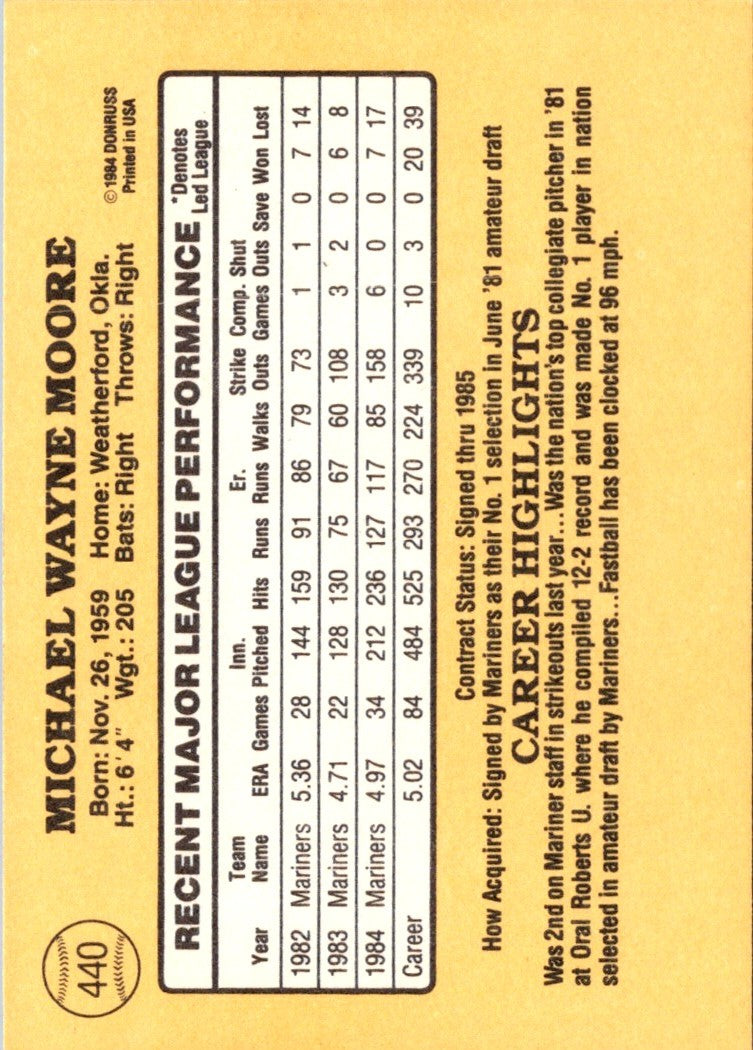 440
MICHAEL WAYNE MOORE
Born: Nov. 26, 1959 Home: Weatherford, Okla.
Ht.: 6'4" Wgt.: 205 Bats: Right Throws: Right
© 1984 DONRUSS
Printed in USA
RECENT MAJOR LEAGUE PERFORMANCE *Denotes
Led League
Team Inn. Er. Strike Comp. Shut
Year Name ERA Games Pitched Hits Runs Runs Walks Outs Games Outs Save Won Lost
1982 Mariners 5.36 28 144 159 91 86 79 73 1 1 0 7 14
1983 Mariners 4.71 22 128 130 75 67 60 108 3 2 0 6 8
1984 Mariners 4.97 34 212 236 127 117 85 158 6 0 0 7 17
Career 5.02 84 484 525 293 270 224 339 10 3 0 20 39
Contract Status: Signed thru 1985
How Acquired: Signed by Mariners as their No. 1 selection in June '81 amateur draft
CAREER HIGHLIGHTS
Was 2nd on Mariner staff in strikeouts last year...Was the nation's top collegiate pitcher in '81
at Oral Roberts U. where he compiled 12-2 record and was made No. 1 player in nation
selected in amateur draft by Mariners...Fastball has been clocked at 96 mph.